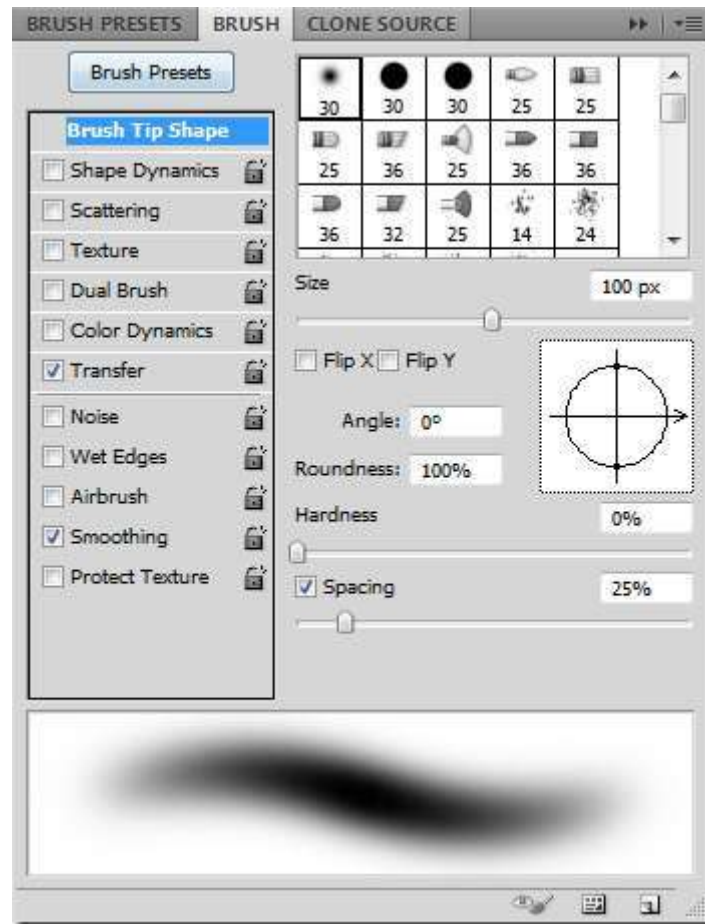 BRUSH PRESETS BRUSH CLONE SOURCE
Brush Presets
30 30 30 25 25
Brush Tip Shape
25 36 25 36 36
Shape Dynamics
Scattering
36 32 25 14 24
Texture
Dual Brush
Size 100 px
Color Dynamics
Transfer
Flip X Flip Y
Noise
Angle: 0º
Wet Edges
Roundness: 100%
Airbrush
Hardness 0%
Smoothing
Protect Texture
Spacing 25%